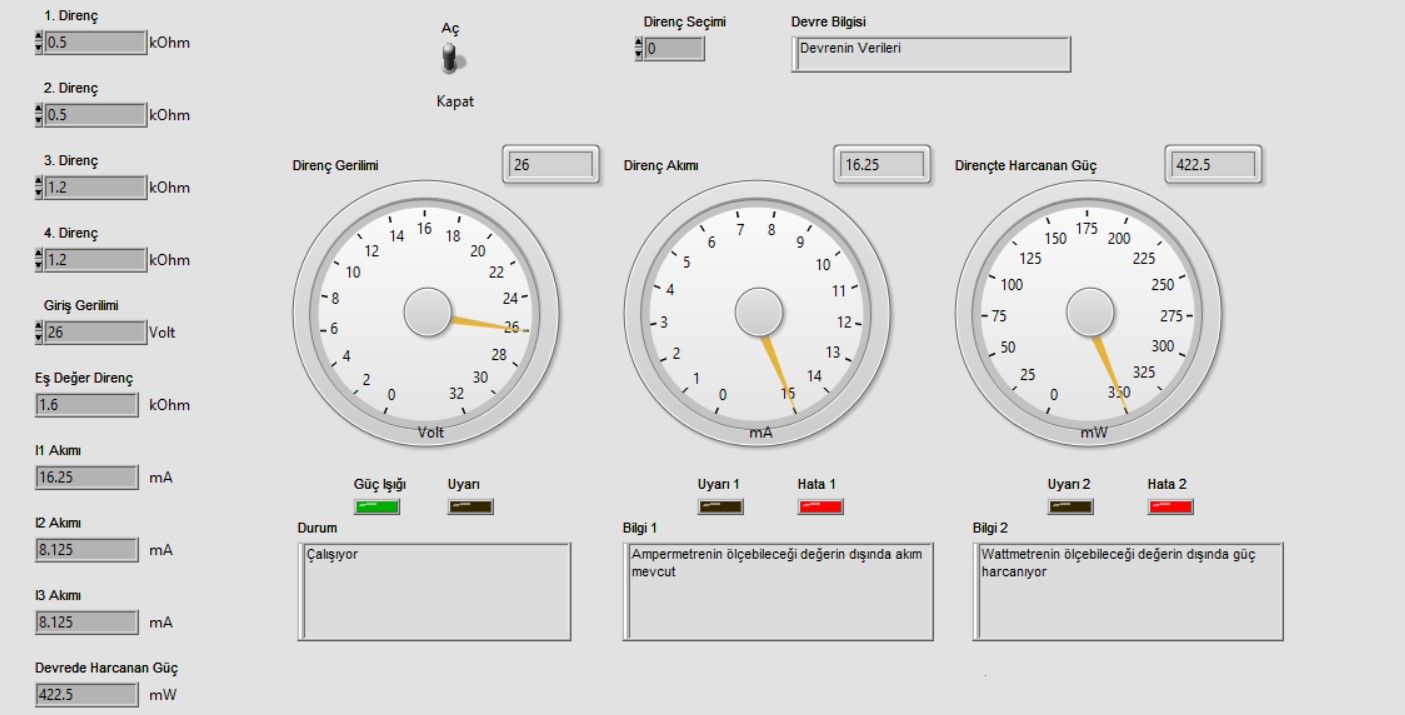 1. Direnç
0.5 kOhm
2. Direnç
0.5 kOhm
3. Direnç
1.2 kOhm
4. Direnç
1.2 kOhm
Giriş Gerilimi
26 Volt
Eş Değer Direnç
1.6 kOhm
I1 Akımı
16.25 mA
I2 Akımı
8.125 mA
I3 Akımı
8.125 mA
Devrede Harcanan Güç
422.5 mW
Aç
Kapat
Direnç Seçimi
0
Devre Bilgisi
Devrenin Verileri
Direnç Gerilimi
26
0 2 4 6 8 10 12 14 16 18 20 22 24 26 28 30 32
Volt
Direnç Akımı
16.25
0 1 2 3 4 5 6 7 8 9 10 11 12 13 14 15
mA
Dirençte Harcanan Güç
422.5
0 25 50 75 100 125 150 175 200 225 250 275 300 325 350
mW
Güç Işığı
Uyarı
Durum
Çalışıyor
Uyarı 1
Hata 1
Bilgi 1
Ampermetrenin ölçebileceği değerin dışında akım
mevcut
Uyarı 2
Hata 2
Bilgi 2
Wattmetrenin ölçebileceği değerin dışında güç
harcanıyor